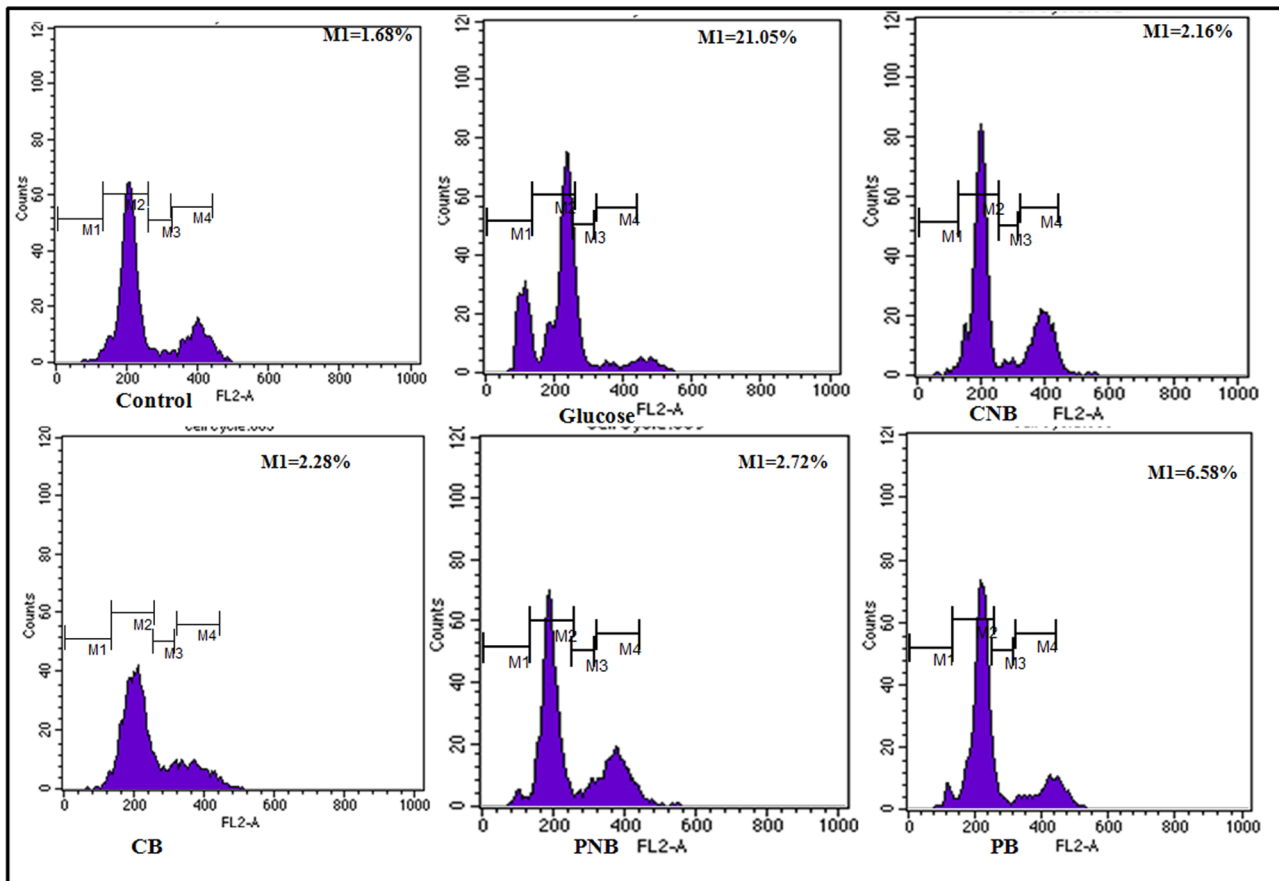 M1=1.68%
120
100
80
60
40
20
0
Counts
M1
M2
M3
M4
0 200 400 600 800 1000
FL2-A
Control
M1=21.05%
120
100
80
60
40
20
0
Counts
M1
M2
M3
M4
0 200 400 600 800 1000
FL2-A
Glucose
M1=2.16%
120
100
80
60
40
20
0
Counts
M1
M2
M3
M4
0 200 400 600 800 1000
FL2-A
CNB
M1=2.28%
120
100
80
60
40
20
0
Counts
M1
M2
M3
M4
0 200 400 600 800 1000
FL2-A
CB
M1=2.72%
120
100
80
60
40
20
0
Counts
M1
M2
M3
M4
0 200 400 600 800 1000
FL2-A
PNB
M1=6.58%
120
100
80
60
40
20
0
Counts
M1
M2
M3
M4
0 200 400 600 800 1000
FL2-A
PB